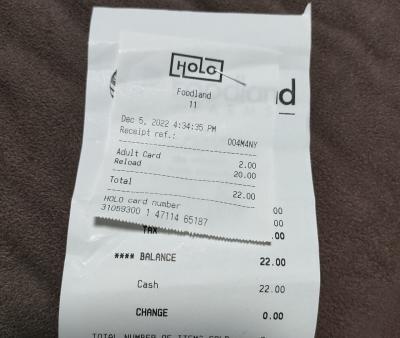 HOLO
Foodland
11
Dec 5, 2022 4:34:35 PM
Receipt ref.: 004M4NY
Adult Card 2.00
Reload 20.00
Total 22.00
HOLO card number
31059300 1 47114 65187
TAX .00
**** BALANCE 22.00
Cash 22.00
CHANGE 0.00